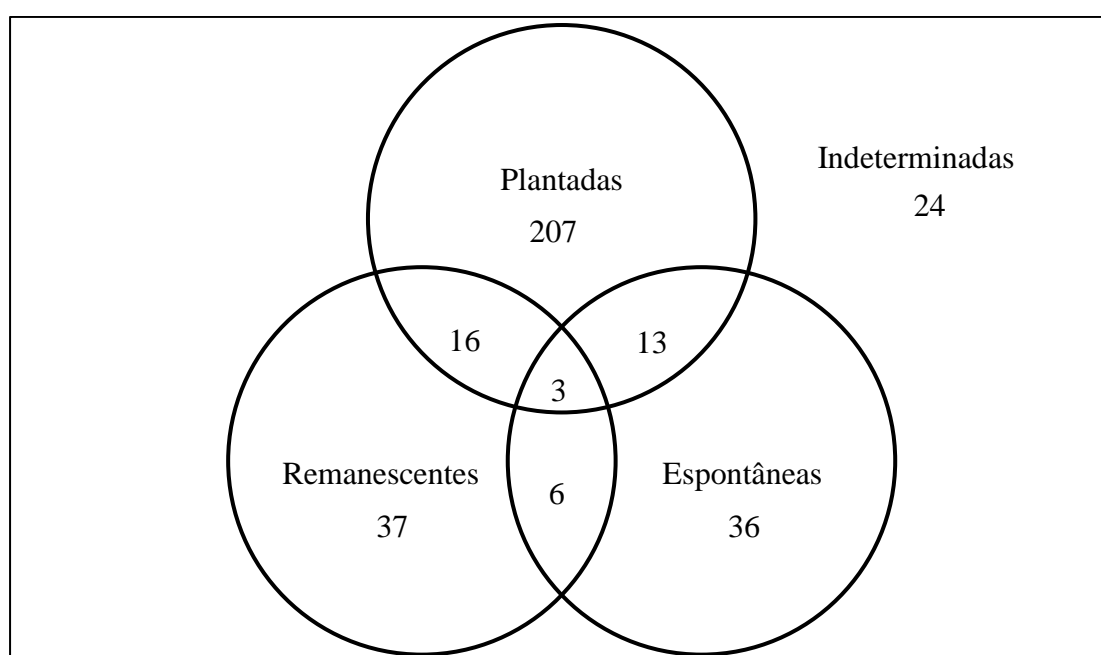 Plantadas
207
Indeterminadas
24
16
13
3
Remanescentes
37
6
Espontâneas
36